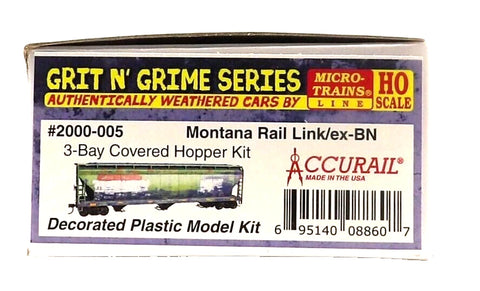 GRIT N' GRIME SERIES
AUTHENTICALLY WEATHERED CARS BY
MICRO-
TRAINS®
LINE
HO
SCALE
#2000-005 Montana Rail Link/ex-BN
3-Bay Covered Hopper Kit
ACCURAIL®
MADE IN THE USA
Decorated Plastic Model Kit
6 95140 08860 7